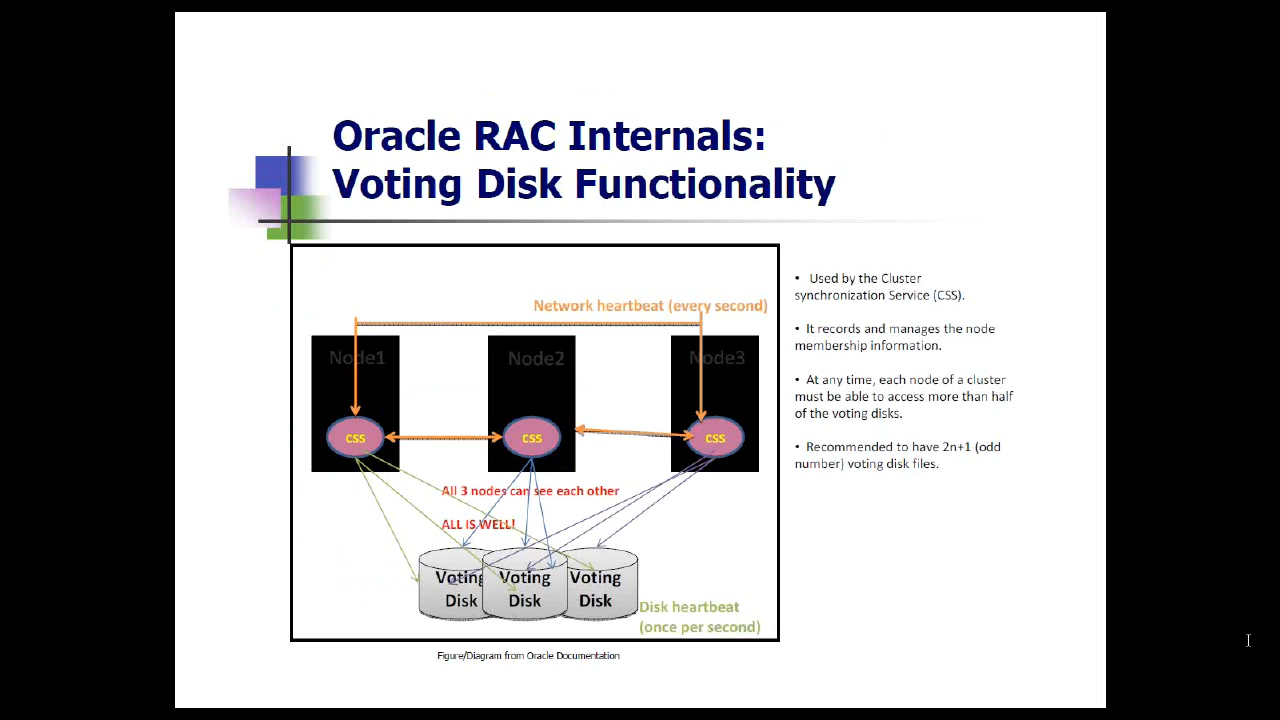 Oracle RAC Internals:
Voting Disk Functionality
Network heartbeat (every second)
Node1
Node2
Node3
CSS
CSS
CSS
All 3 nodes can see each other
ALL IS WELL!
Voting
Disk
Voting
Disk
Voting
Disk
Disk heartbeat
(once per second)
Figure/Diagram from Oracle Documentation
• Used by the Cluster
synchronization Service (CSS).
• It records and manages the node
membership information.
• At any time, each node of a cluster
must be able to access more than half
of the voting disks.
• Recommended to have 2n+1 (odd
number) voting disk files.